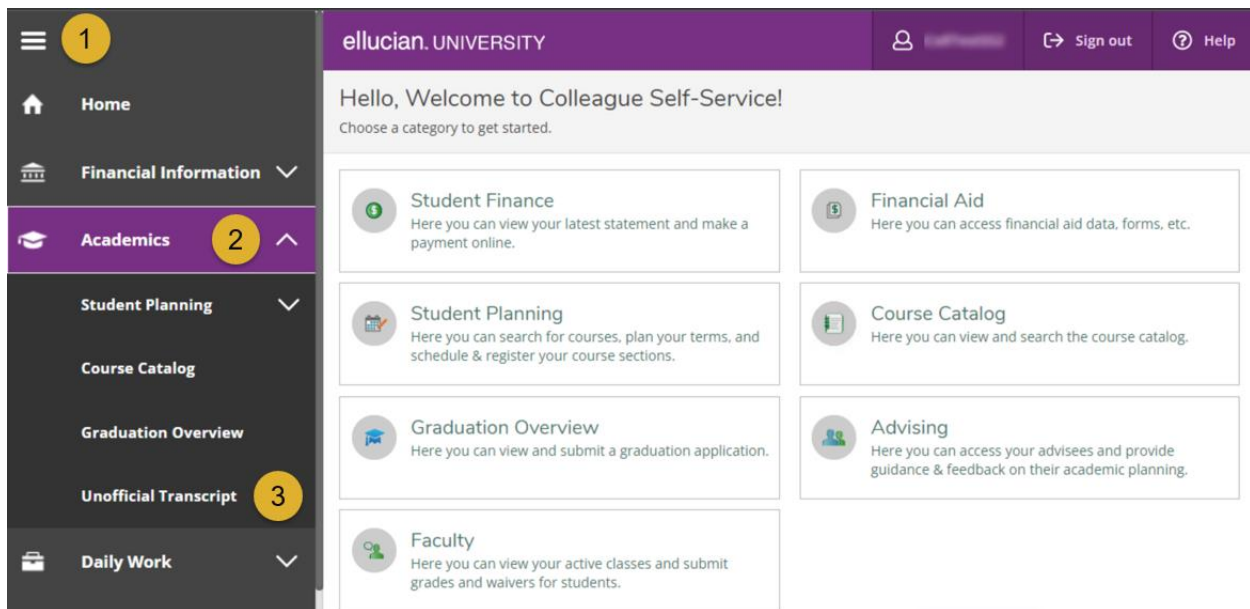 1
Home
Financial Information
Academics 2
Student Planning
Course Catalog
Graduation Overview
Unofficial Transcript 3
Daily Work
ellucian. UNIVERSITY
Sign out
Help
Hello, Welcome to Colleague Self-Service!
Choose a category to get started.
Student Finance
Here you can view your latest statement and make a
payment online.
Financial Aid
Here you can access financial aid data, forms, etc.
Student Planning
Here you can search for courses, plan your terms, and
schedule & register your course sections.
Course Catalog
Here you can view and search the course catalog.
Graduation Overview
Here you can view and submit a graduation application.
Advising
Here you can access your advisees and provide
guidance & feedback on their academic planning.
Faculty
Here you can view your active classes and submit
grades and waivers for students.